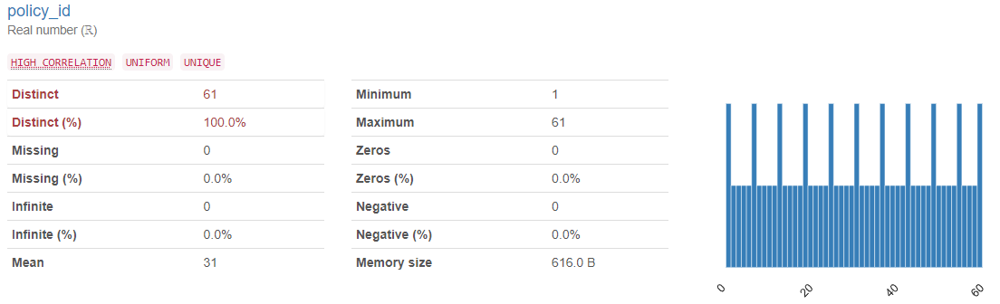 policy_id
Real number (ℝ)
HIGH CORRELATION UNIFORM UNIQUE
Distinct 61
Distinct (%) 100.0%
Missing 0
Missing (%) 0.0%
Infinite 0
Infinite (%) 0.0%
Mean 31
Minimum 1
Maximum 61
Zeros 0
Zeros (%) 0.0%
Negative 0
Negative (%) 0.0%
Memory size 616.0 B
0 20 40 60